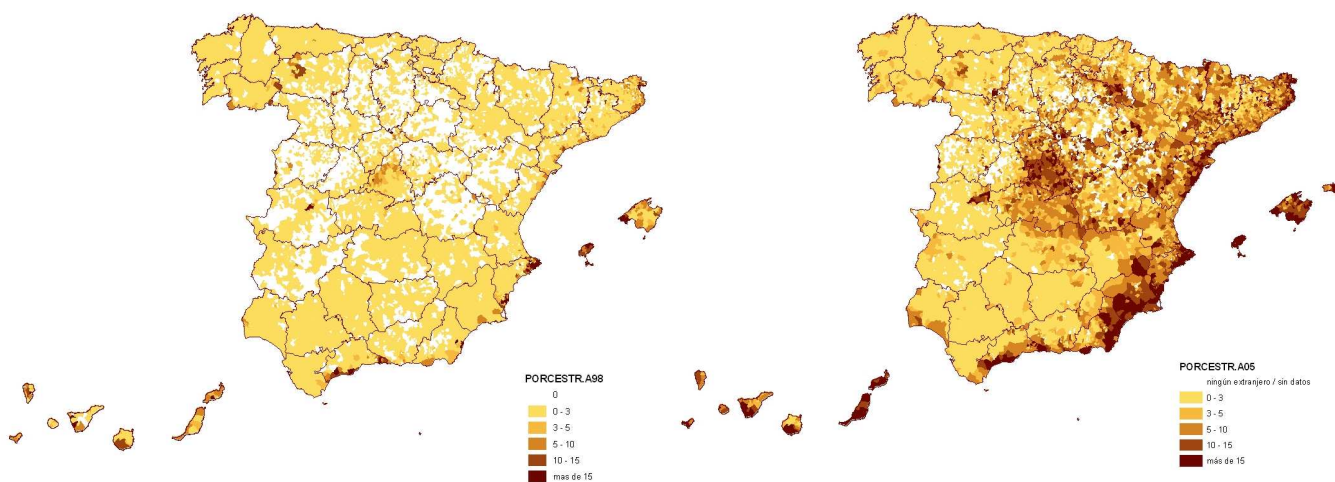 PORCESTR.A98
0
0 - 3
3 - 5
5 - 10
10 - 15
mas de 15
PORCESTR.A05
ningún extranjero / sin datos
0 - 3
3 - 5
5 - 10
10 - 15
más de 15